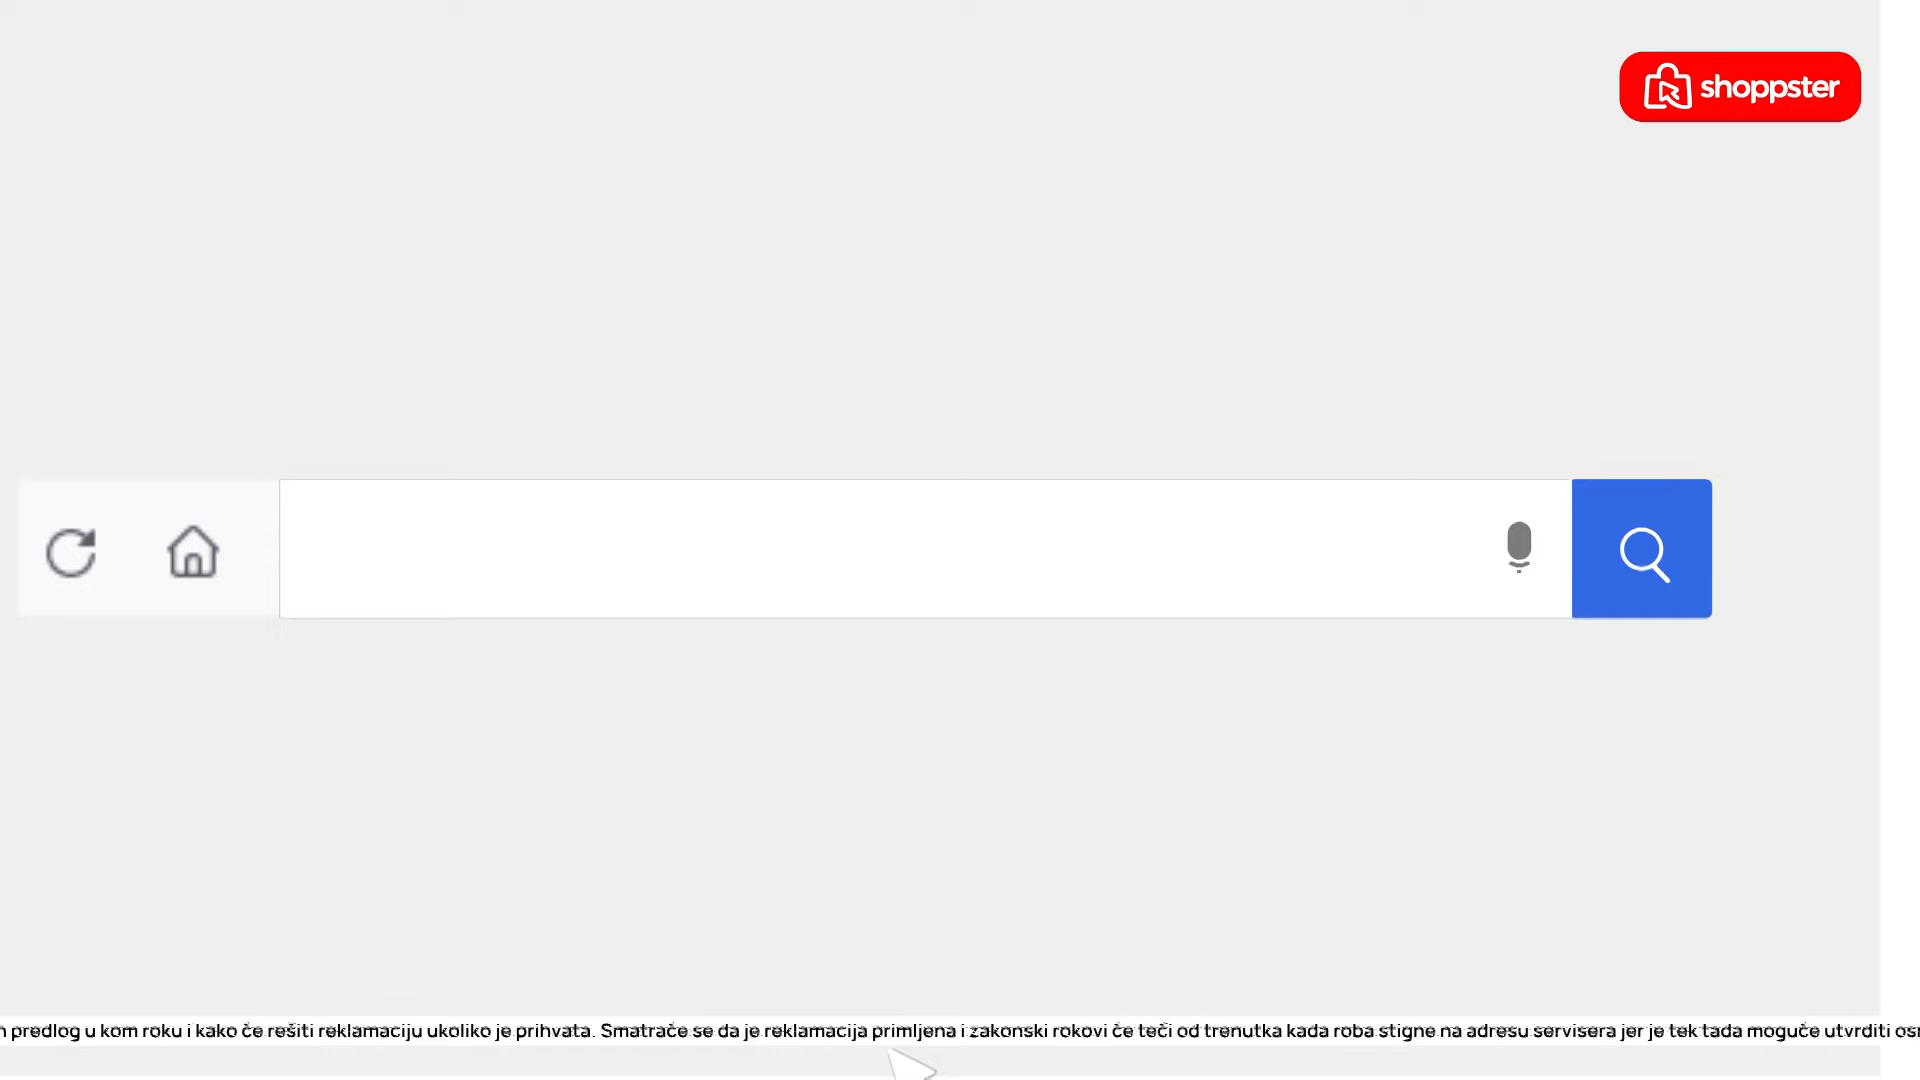 shoppster
predlog u kom roku i kako će rešiti reklamaciju ukoliko je prihvata. Smatraće se da je reklamacija primljena i zakonski rokovi će teći od trenutka kada roba stigne na adresu servisera jer je tek tada moguće utvrditi